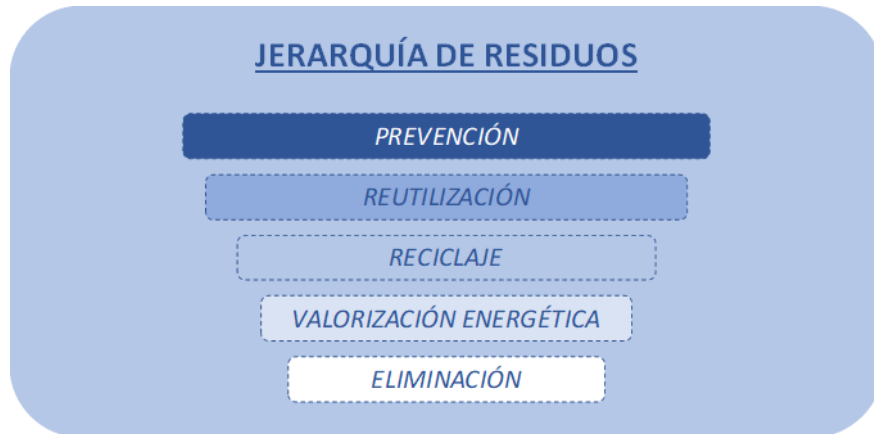 JERARQUÍA DE RESIDUOS
PREVENCIÓN
REUTILIZACIÓN
RECICLAJE
VALORIZACIÓN ENERGÉTICA
ELIMINACIÓN